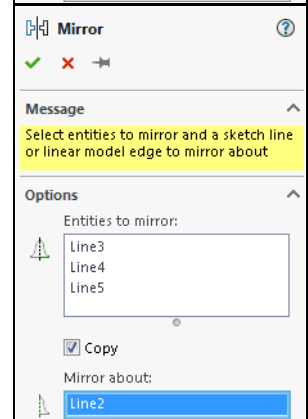 Mirror
Message
Select entities to mirror and a sketch line
or linear model edge to mirror about
Options
Entities to mirror:
Line3
Line4
Line5
Copy
Mirror about:
Line2